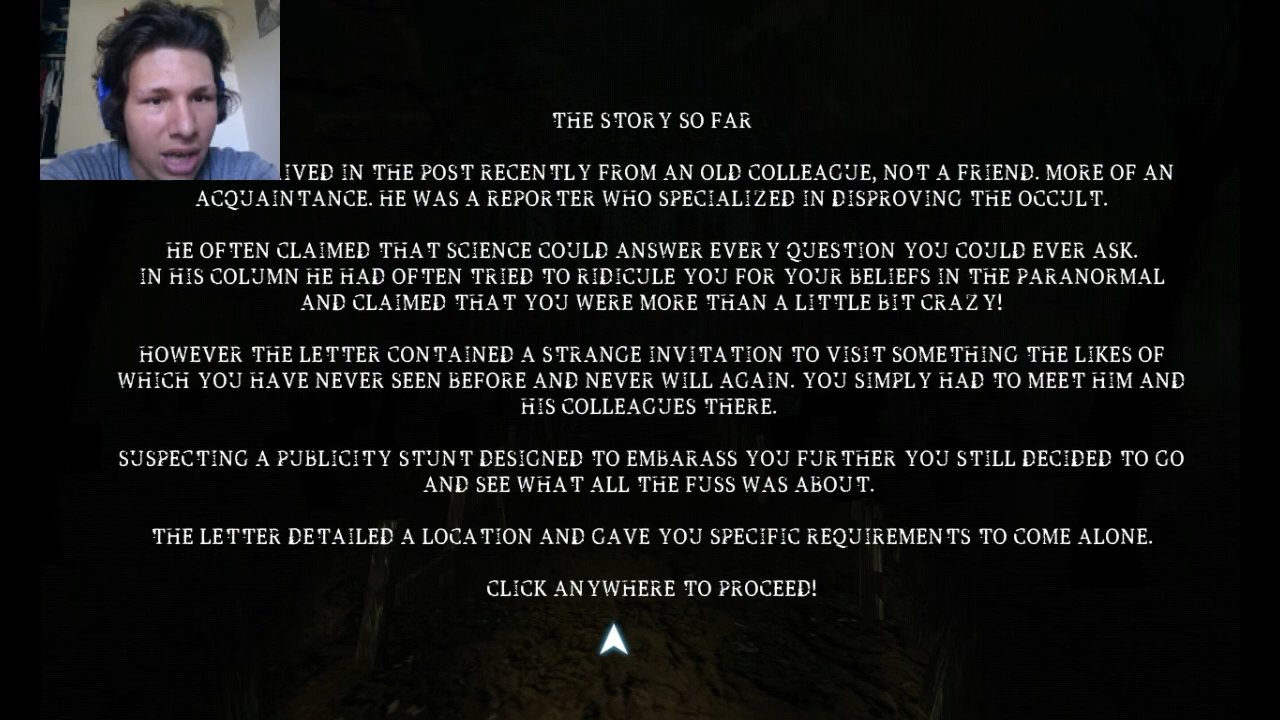 THE STORY SO FAR
IN THE POST RECENTLY FROM AN OLD COLLEAGUE, NOT A FRIEND. MORE OF AN
ACQUAINTANCE. HE WAS A REPORTER WHO SPECIALIZED IN DISPROVING THE OCCULT.
HE OFTEN CLAIMED THAT SCIENCE COULD ANSWER EVERY QUESTION YOU COULD EVER ASK.
IN HIS COLUMN HE HAD OFTEN TRIED TO RIDICULE YOU FOR YOUR BELIEFS IN THE PARANORMAL
AND CLAIMED THAT YOU WERE MORE THAN A LITTLE BIT CRAZY!
HOWEVER THE LETTER CONTAINED A STRANGE INVITATION TO VISIT SOMETHING THE LIKES OF
WHICH YOU HAVE NEVER SEEN BEFORE AND NEVER WILL AGAIN. YOU SIMPLY HAD TO MEET HIM AND
HIS COLLEAGUES THERE.
SUSPECTING A PUBLICITY STUNT DESIGNED TO EMBARASS YOU FURTHER YOU STILL DECIDED TO GO
AND SEE WHAT ALL THE FUSS WAS ABOUT.
THE LETTER DETAILED A LOCATION AND GAVE YOU SPECIFIC REQUIREMENTS TO COME ALONE.
CLICK ANYWHERE TO PROCEED!